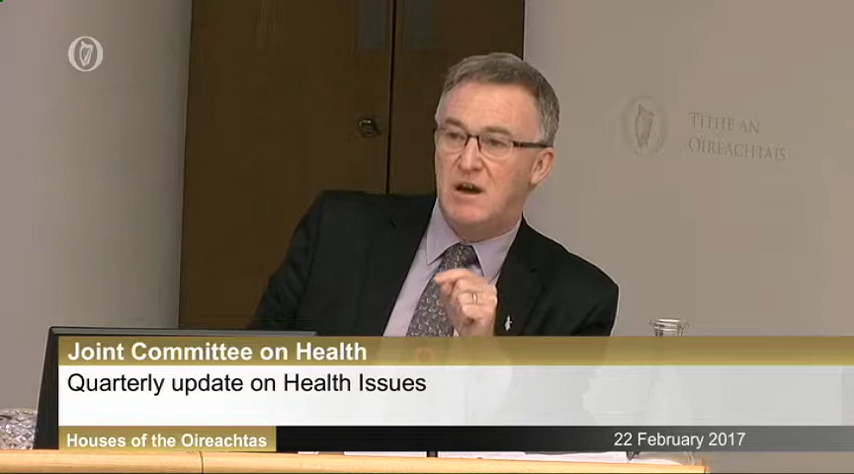 TITHE AN
OIREACHTAIS
Joint Committee on Health
Quarterly update on Health Issues
Houses of the Oireachtas
22 February 2017